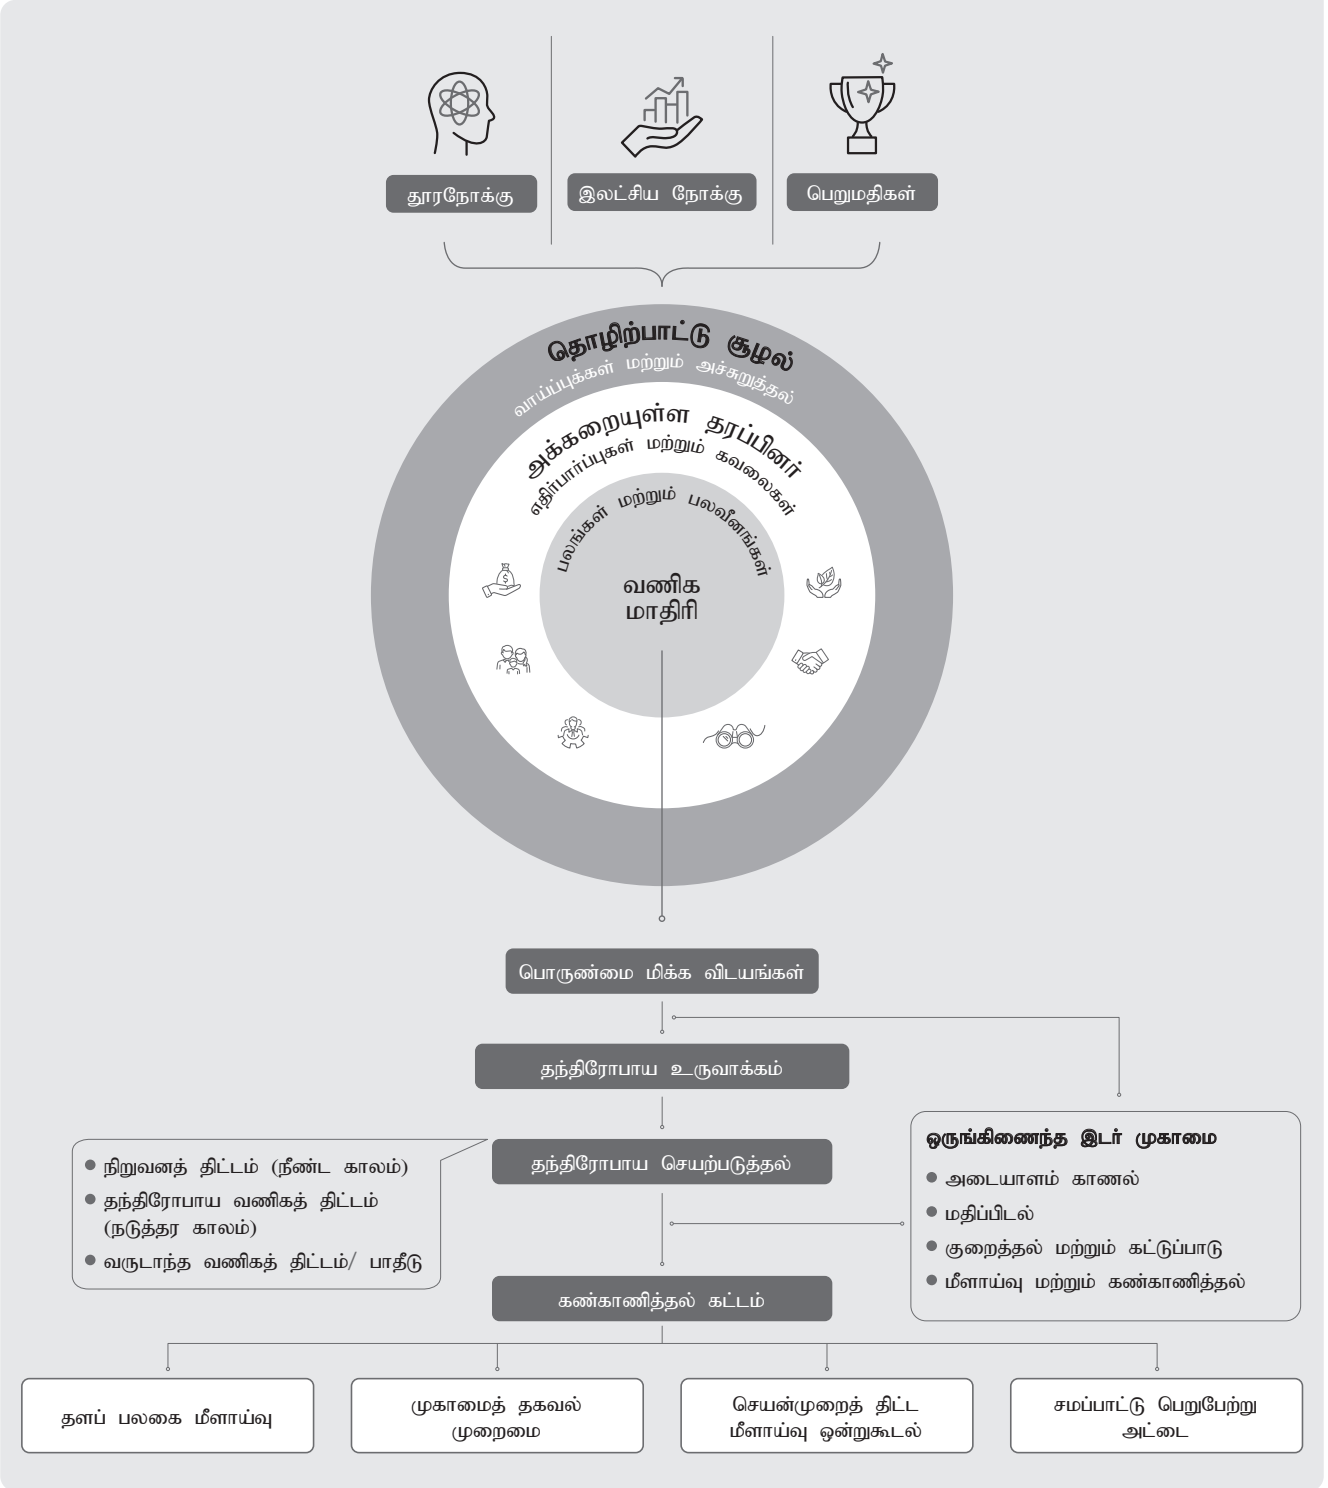 தூரநோக்கு
இலட்சிய நோக்கு
பெறுமதிகள்
தொழிற்பாட்டு சூழல்
வாய்ப்புக்கள் மற்றும் அச்சுறுத்தல்
அக்கறையுள்ள தரப்பினர்
எதிர்பார்ப்புகள் மற்றும் கவலைகள்
பலங்கள் மற்றும் பலவீனங்கள்
வணிக
மாதிரி
பொருண்மை மிக்க விடயங்கள்
தந்திரோபாய உருவாக்கம்
தந்திரோபாய செயற்படுத்தல்
நிறுவனத் திட்டம் (நீண்ட காலம்)
தந்திரோபாய வணிகத் திட்டம்
(நடுத்தர காலம்)
வருடாந்த வணிகத் திட்டம்/ பாதீடு
ஒருங்கிணைந்த இடர் முகாமை
அடையாளம் காணல்
மதிப்பிடல்
குறைத்தல் மற்றும் கட்டுப்பாடு
மீளாய்வு மற்றும் கண்காணித்தல்
கண்காணித்தல் கட்டம்
தளப் பலகை மீளாய்வு
முகாமைத் தகவல்
முறைமை
செயன்முறைத் திட்ட
மீளாய்வு ஒன்றுகூடல்
சமப்பாட்டு பெறுபேற்று
அட்டை